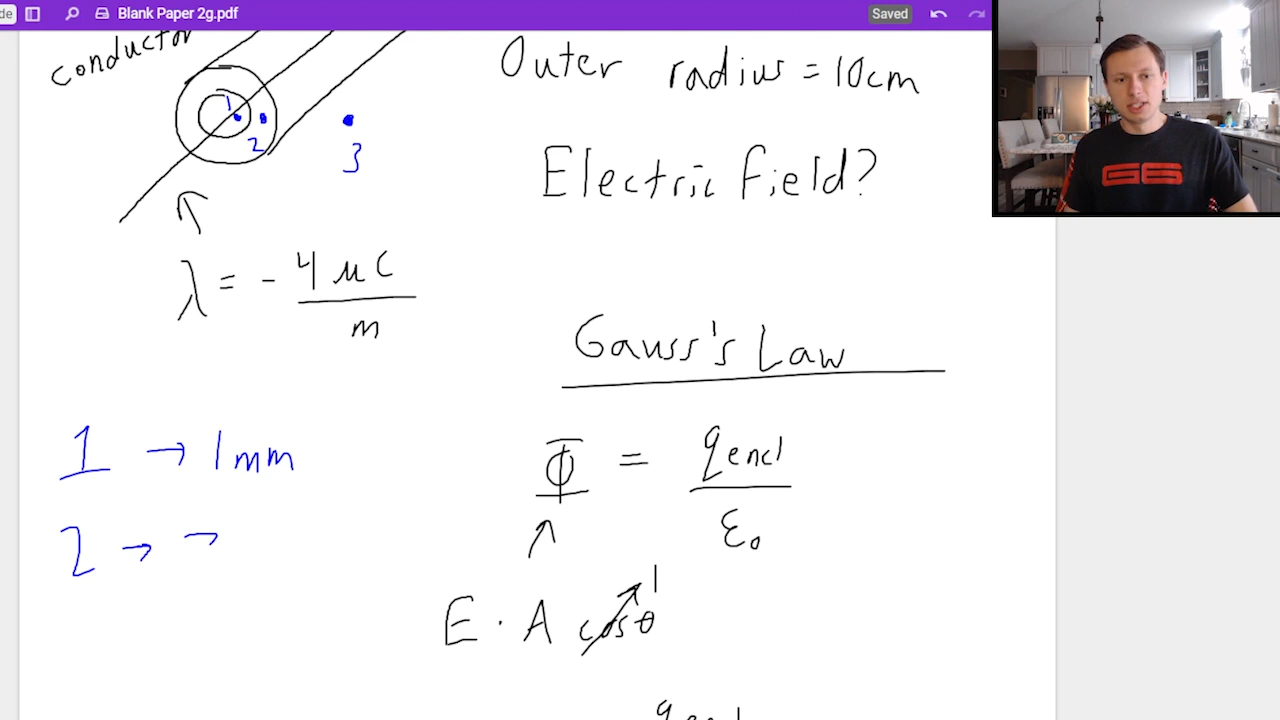 Blank Paper 2g.pdf
Saved
conductor
Outer radius = 10cm
1
2
3
Electric Field?
λ = - 4 μC
m
Gauss's Law
1 → 1mm
Φ = qencl
ε0
2 →
E · A cosθ 1
G6